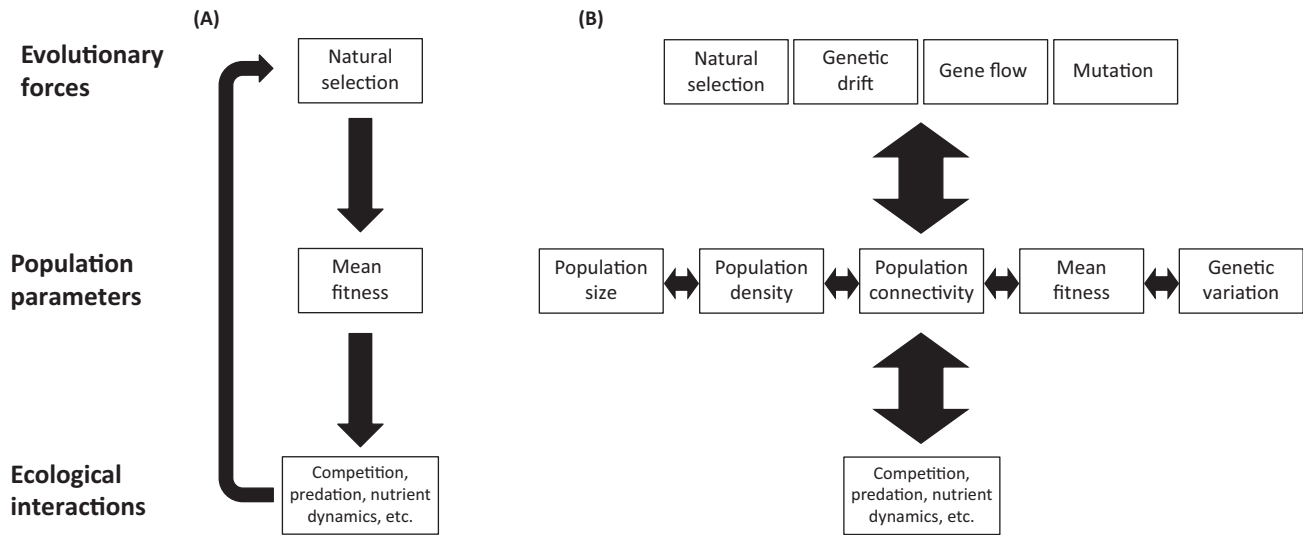 (A)
(B)
Evolutionary
forces
Natural
selection
Natural
selection
Genetic
drift
Gene flow
Mutation
Population
parameters
Mean
fitness
Population
size
Population
density
Population
connectivity
Mean
fitness
Genetic
variation
Ecological
interactions
Competition,
predation, nutrient
dynamics, etc.
Competition,
predation, nutrient
dynamics, etc.